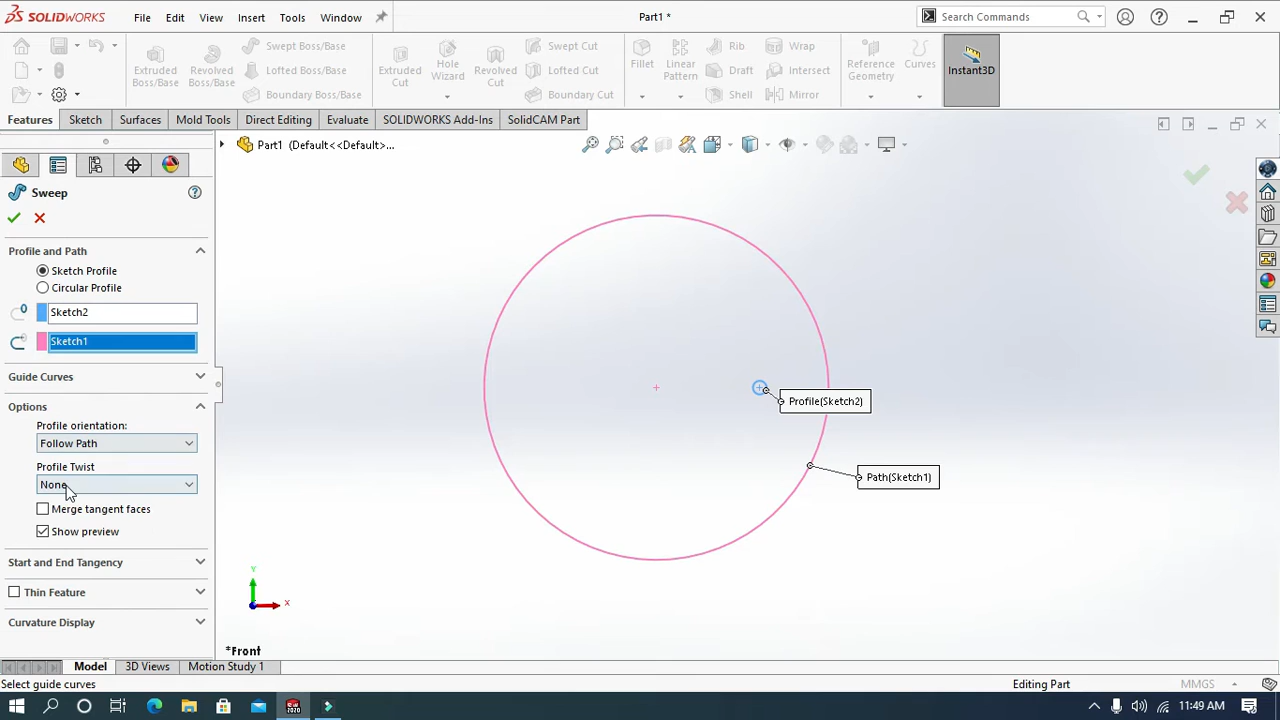 SOLIDWORKS File Edit View Insert Tools Window Part1 * Search Commands
Extruded Boss/Base
Revolved Boss/Base
Swept Boss/Base
Lofted Boss/Base
Boundary Boss/Base
Extruded Cut
Hole Wizard
Revolved Cut
Swept Cut
Lofted Cut
Boundary Cut
Fillet
Linear Pattern
Rib
Draft
Shell
Wrap
Intersect
Mirror
Reference Geometry
Curves
Instant3D
Features Sketch Surfaces Mold Tools Direct Editing Evaluate SOLIDWORKS Add-Ins SolidCAM Part
Part1 (Default<<Default>...
Sweep
Profile and Path
Sketch Profile
Circular Profile
Sketch2
Sketch1
Guide Curves
Options
Profile orientation:
Follow Path
Profile Twist
None
Merge tangent faces
Show preview
Start and End Tangency
Thin Feature
Curvature Display
Profile(Sketch2)
Path(Sketch1)
Y
X
*Front
Model 3D Views Motion Study 1
Select guide curves Editing Part MMGS
2020
11:49 AM